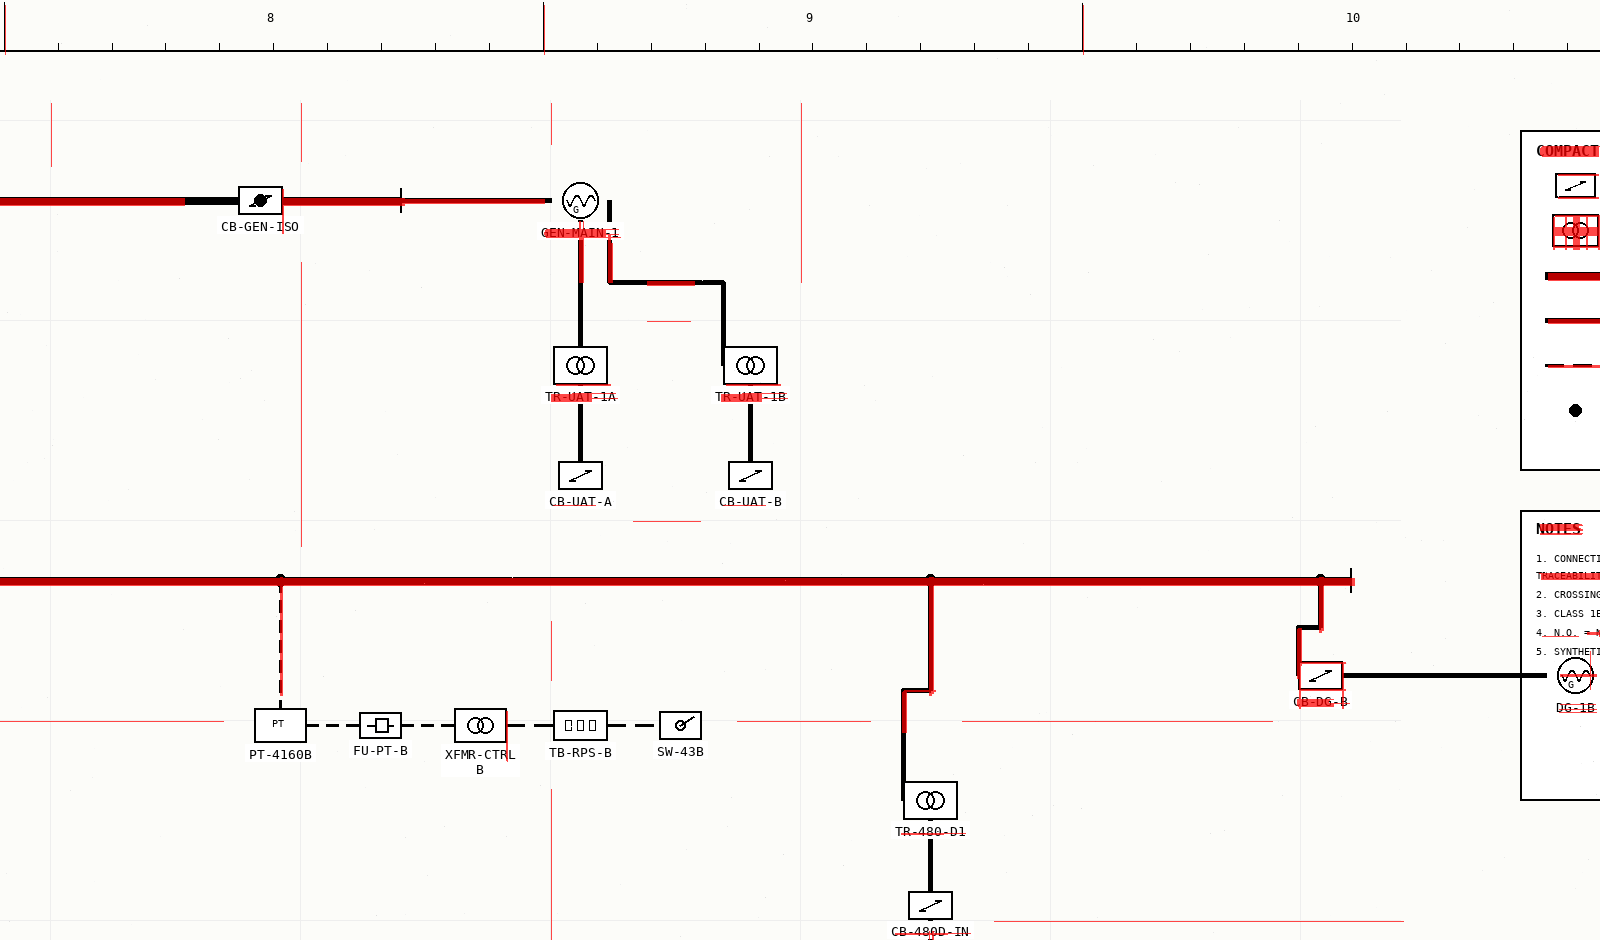 8 9 10
COMPACT
CB-GEN-ISO
G
GEN-MAIN-1
TR-UAT-1A TR-UAT-1B
CB-UAT-A CB-UAT-B
NOTES
1. CONNECTI
TRACEABILIT
2. CROSSING
3. CLASS 1E
4. N.O. = N
5. SYNTHETI
G
CB-DG-B DG-1B
PT
PT-4160B FU-PT-B XFMR-CTRL TB-RPS-B SW-43B
B
TR-480-D1
CB-480D-IN